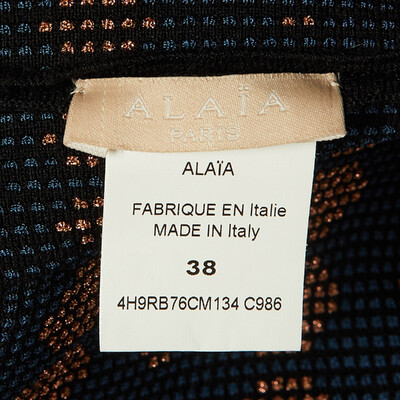 ALAÏA
PARIS
ALAÏA
FABRIQUE EN Italie
MADE IN Italy
38
4H9RB76CM134 C986